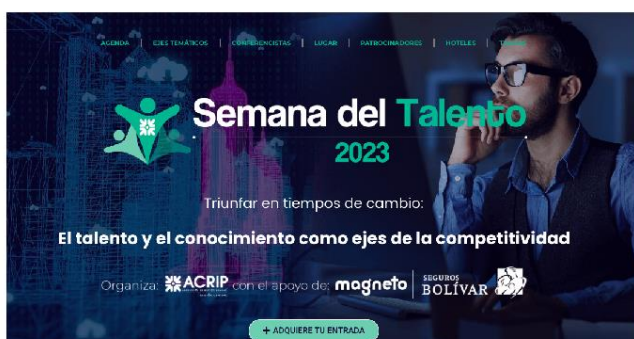 AGENDA | EJES TEMÁTICOS | CONFERENCISTAS | LUGAR | PATROCINADORES | HOTELES |
Semana del Talento
2023
Triunfar en tiempos de cambio:
El talento y el conocimiento como ejes de la competitividad
Organiza: ACRIP con el apoyo de: magneto | SEGUROS BOLÍVAR
+ ADQUIERE TU ENTRADA